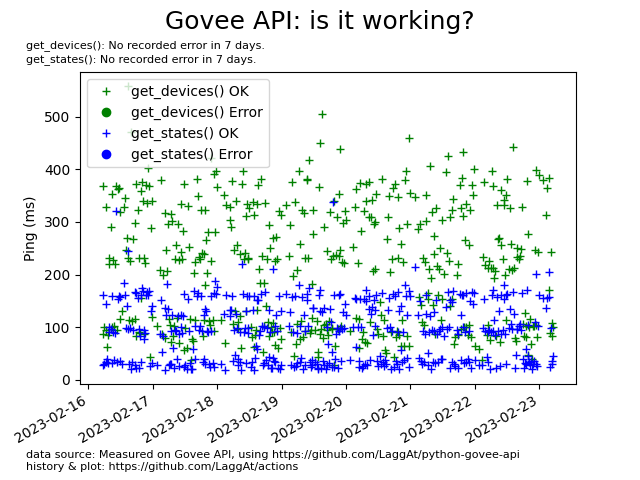 Govee API: is it working?
get_devices(): No recorded error in 7 days.
get_states(): No recorded error in 7 days.
get_devices() OK
get_devices() Error
get_states() OK
get_states() Error
Ping (ms)
500
400
300
200
100
0
2023-02-16
2023-02-17
2023-02-18
2023-02-19
2023-02-20
2023-02-21
2023-02-22
2023-02-23
data source: Measured on Govee API, using https://github.com/LaggAt/python-govee-api
history & plot: https://github.com/LaggAt/actions